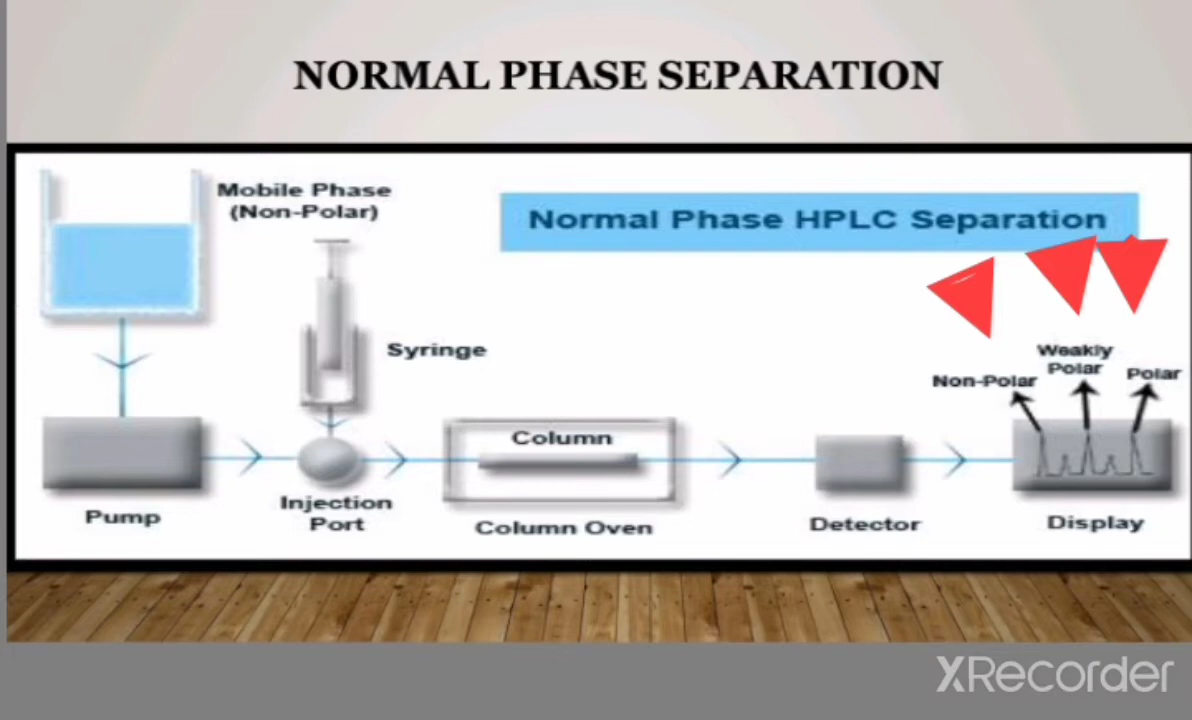 NORMAL PHASE SEPARATION
Mobile Phase
(Non-Polar)
Normal Phase HPLC Separation
Syringe
Weakly
Polar
Polar
Non-Polar
Column
Injection
Port
Pump
Column Oven
Detector
Display
XRecorder